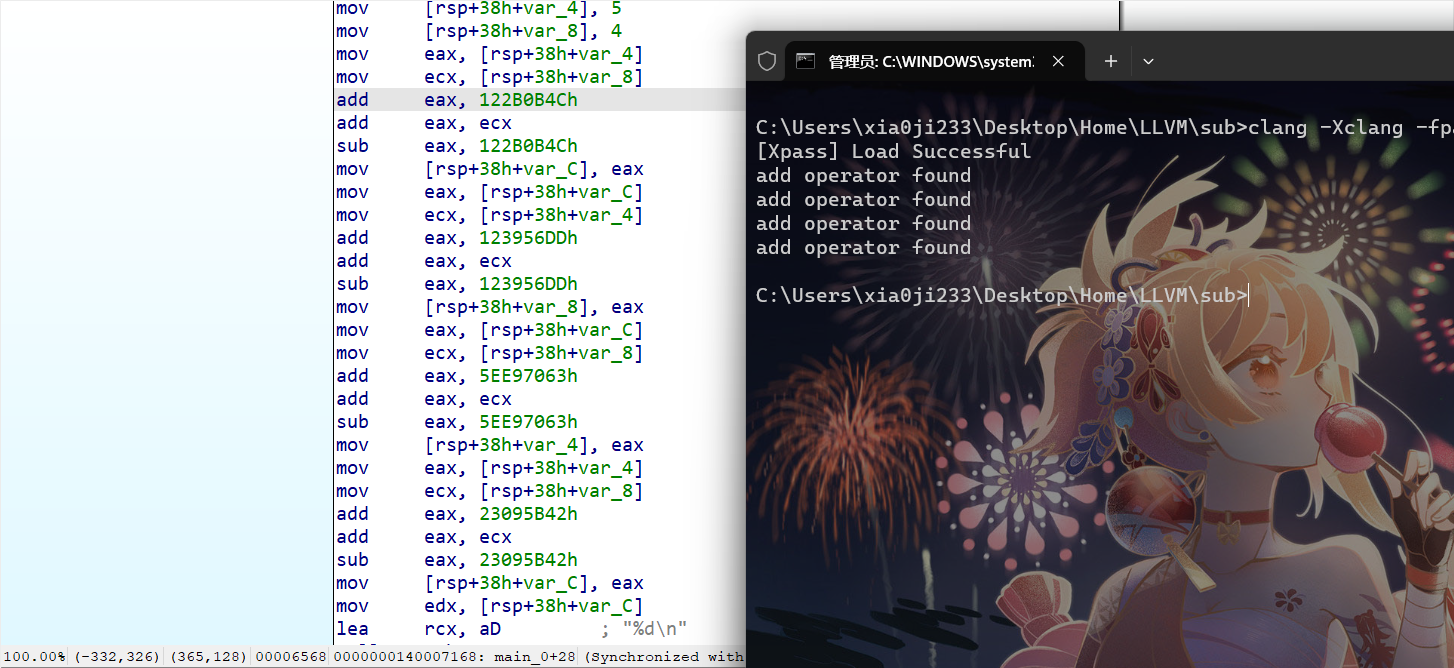 mov [rsp+38h+var_4], 5
mov [rsp+38h+var_8], 4
mov eax, [rsp+38h+var_4]
mov ecx, [rsp+38h+var_8]
add eax, 122B0B4Ch
add eax, ecx
sub eax, 122B0B4Ch
mov [rsp+38h+var_C], eax
mov eax, [rsp+38h+var_C]
mov ecx, [rsp+38h+var_4]
add eax, 123956DDh
add eax, ecx
sub eax, 123956DDh
mov [rsp+38h+var_8], eax
mov eax, [rsp+38h+var_C]
mov ecx, [rsp+38h+var_8]
add eax, 5EE97063h
add eax, ecx
sub eax, 5EE97063h
mov [rsp+38h+var_4], eax
mov eax, [rsp+38h+var_4]
mov ecx, [rsp+38h+var_8]
add eax, 23095B42h
add eax, ecx
sub eax, 23095B42h
mov [rsp+38h+var_C], eax
mov edx, [rsp+38h+var_C]
lea rcx, aD ; "%d\n"
100.00% (-332,326) (365,128) 00006568 0000000140007168: main_0+28 (Synchronized with
管理员: C:\WINDOWS\system
C:\Users\xia0ji233\Desktop\Home\LLVM\sub>clang -Xclang -fpa
[Xpass] Load Successful
add operator found
add operator found
add operator found
add operator found
C:\Users\xia0ji233\Desktop\Home\LLVM\sub>